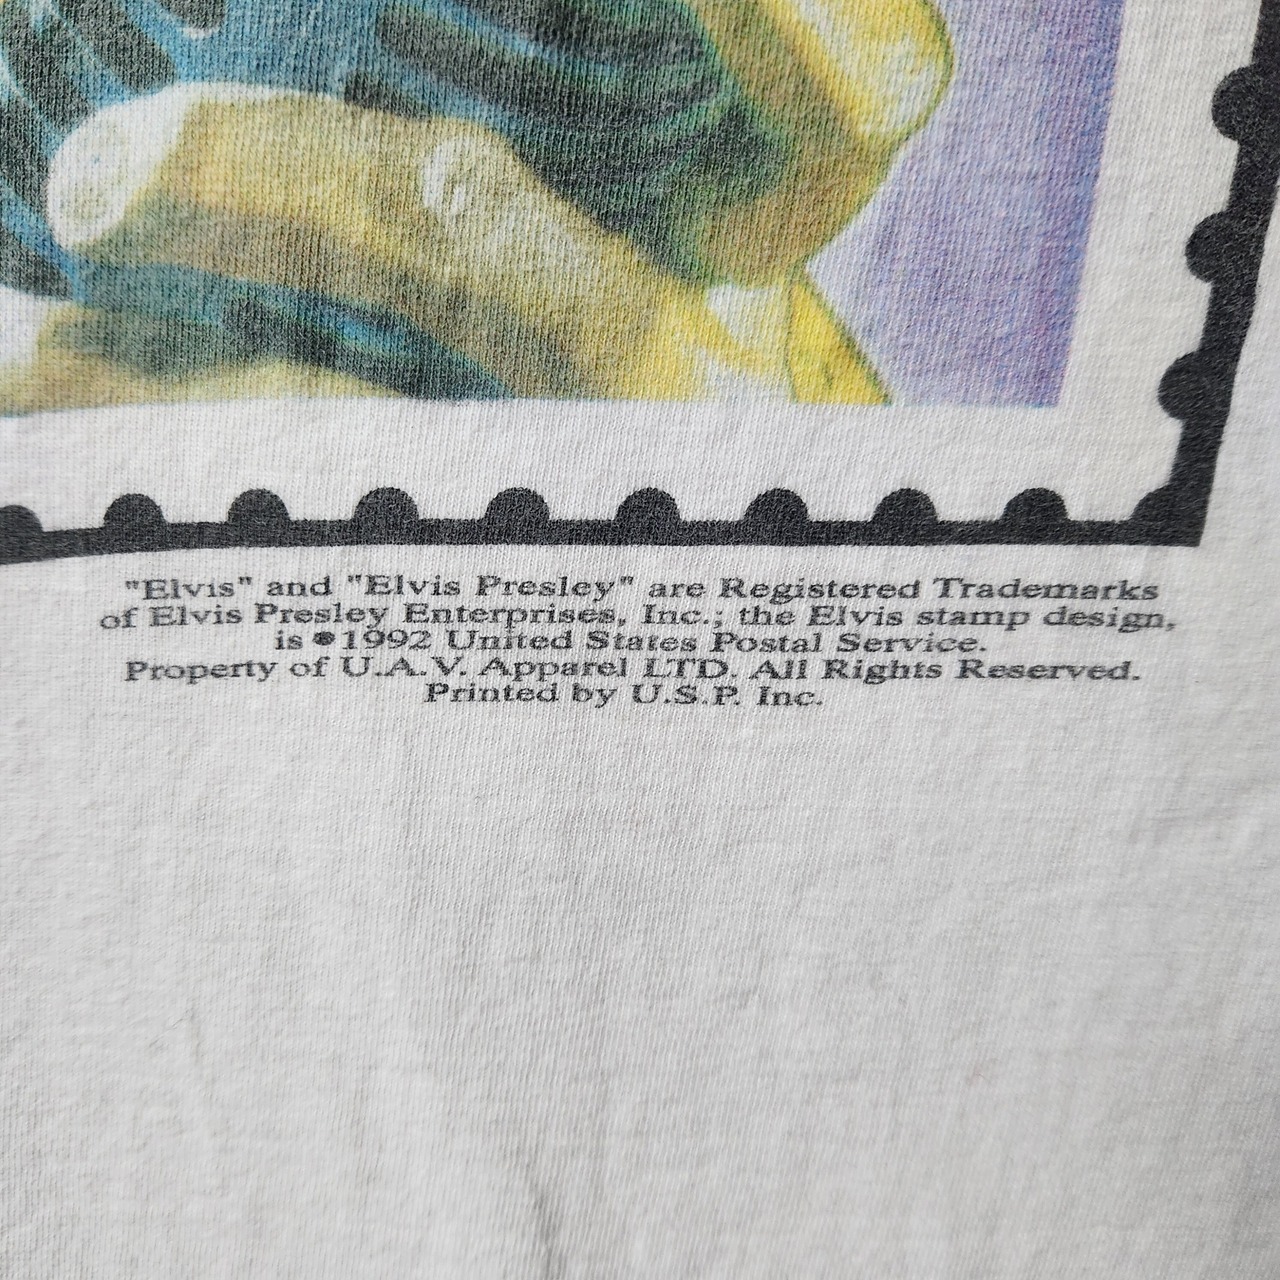 "Elvis" and "Elvis Presley" are Registered Trademarks
of Elvis Presley Enterprises, Inc.; the Elvis stamp design,
is ©1992 United States Postal Service.
Property of U.A.V. Apparel LTD. All Rights Reserved.
Printed by U.S.P. Inc.